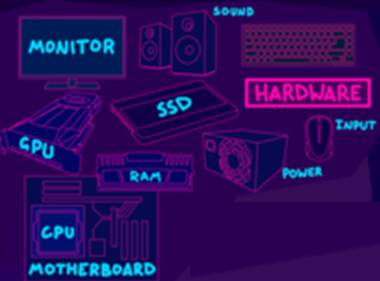 SOUND
MONITOR
SSD
HARDWARE
INPUT
GPU
RAM
POWER
CPU
MOTHERBOARD